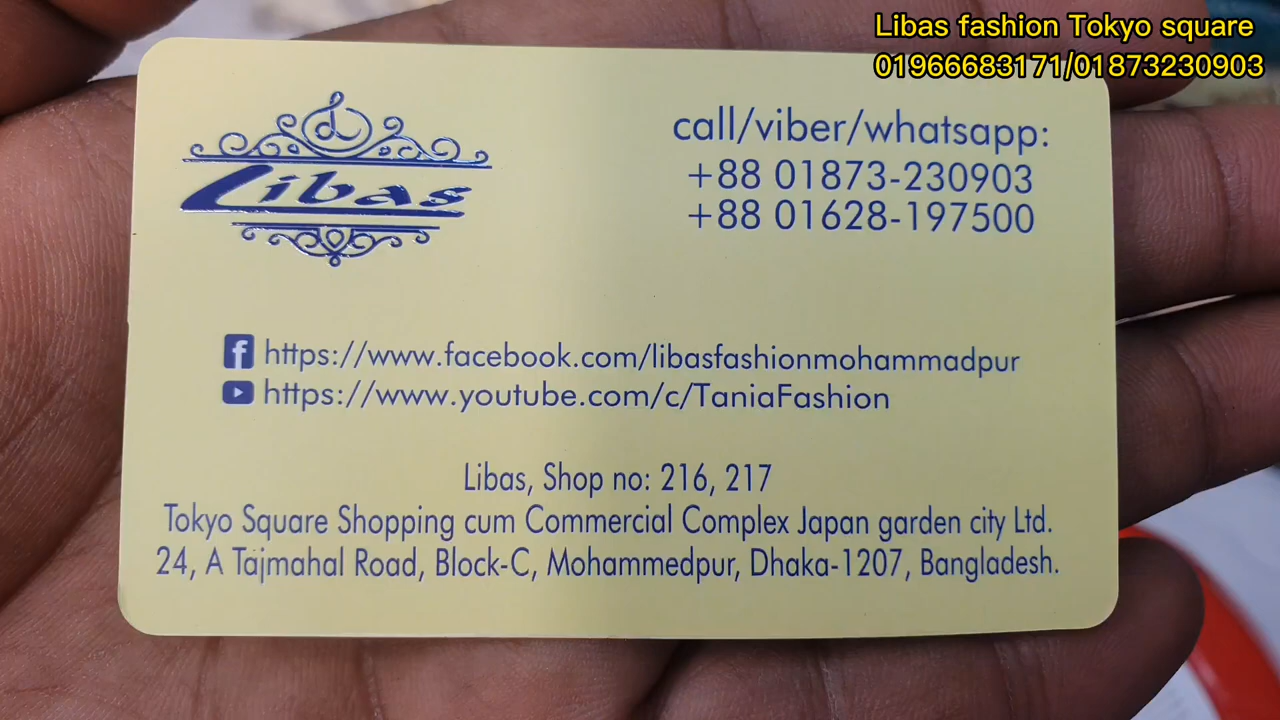 Libas fashion Tokyo square
01966683171/01873230903
Libas
call/viber/whatsapp:
+88 01873-230903
+88 01628-197500
https://www.facebook.com/libasfashionmohammadpur
https://www.youtube.com/c/TaniaFashion
Libas, Shop no: 216, 217
Tokyo Square Shopping cum Commercial Complex Japan garden city Ltd.
24, A Tajmahal Road, Block-C, Mohammedpur, Dhaka-1207, Bangladesh.